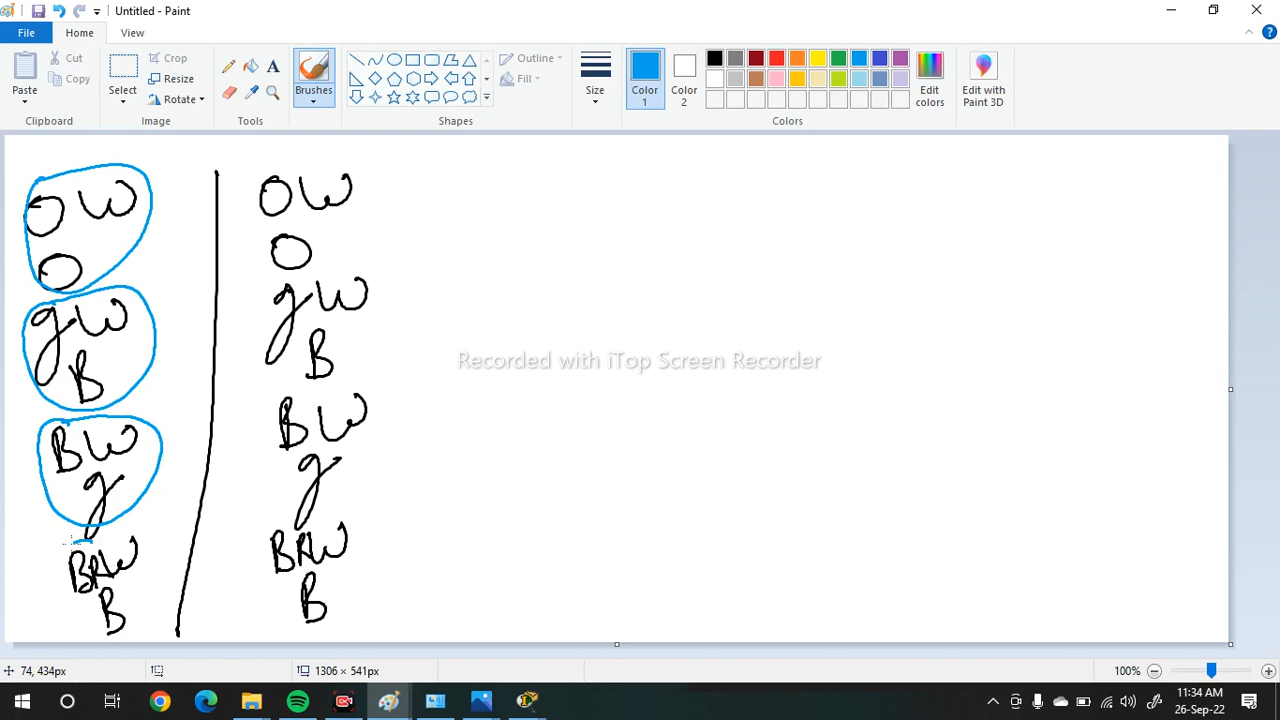 Untitled - Paint
File Home View
Paste Cut Copy
Select Crop Resize Rotate
Brushes
Outline Fill
Size
Color 1
Color 2
Edit colors
Edit with Paint 3D
Clipboard Image Tools Shapes Colors
OW
O
gW
B
BW
g
BRW
B
OW
O
gW
B
BW
g
BRW
B
Recorded with iTop Screen Recorder
74, 434px 1306 × 541px 100%
11:34 AM
26-Sep-22